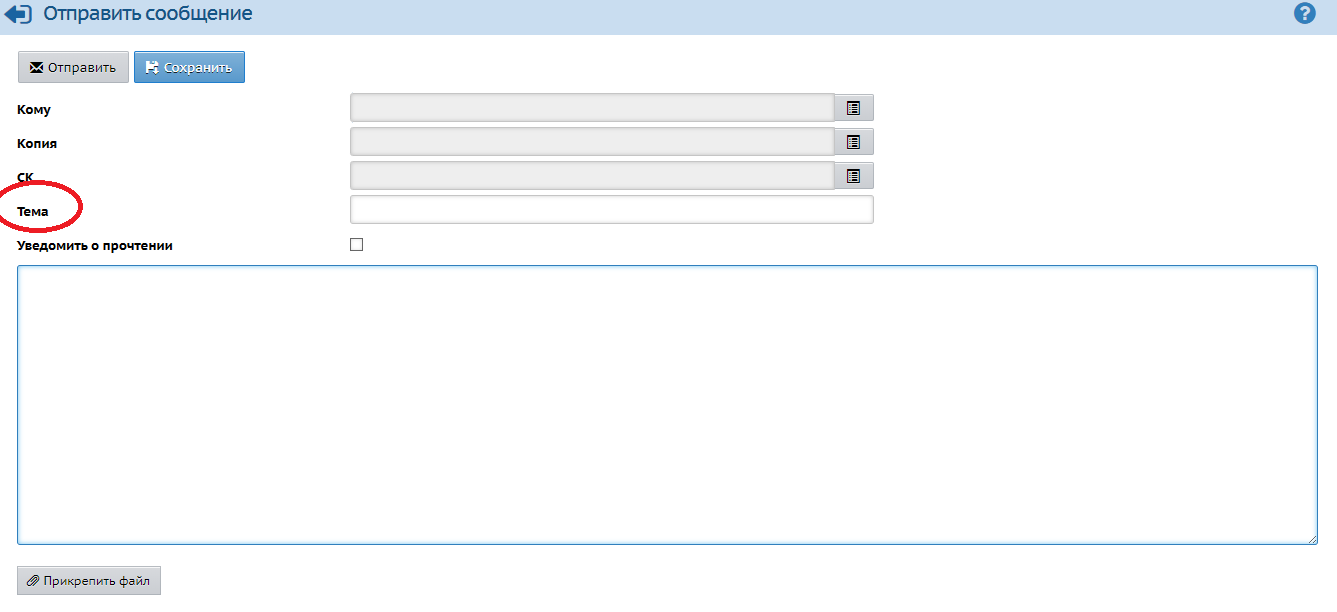 Отправить сообщение
?
Отправить Сохранить
Кому
Копия
СК
Тема
Уведомить о прочтении
Прикрепить файл